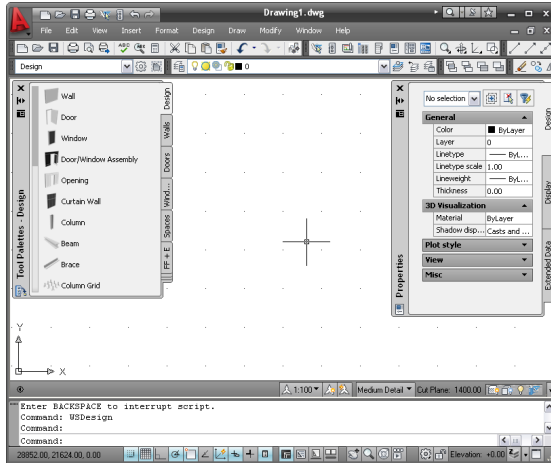 Drawing1.dwg
File Edit View Insert Format Design Draw Modify Window Help
Design
0
Wall
Door
Window
Door/Window Assembly
Opening
Curtain Wall
Column
Beam
Brace
Column Grid
Design
Walls
Doors
Wind...
Spaces
FF + E
Tool Palettes - Design
No selection
General
Color ByLayer
Layer 0
Linetype ByL...
Linetype scale 1.00
Lineweight ByL...
Thickness 0.00
3D Visualization
Material ByLayer
Shadow disp... Casts and ...
Plot style
View
Misc
Design
Display
Extended Data
Properties
Y
X
1:100 Medium Detail Cut Plane: 1400.00
Enter BACKSPACE to interrupt script.
Command: WSDesign
Command:
Command:
28852.00, 21624.00, 0.00 Elevation: +0.00